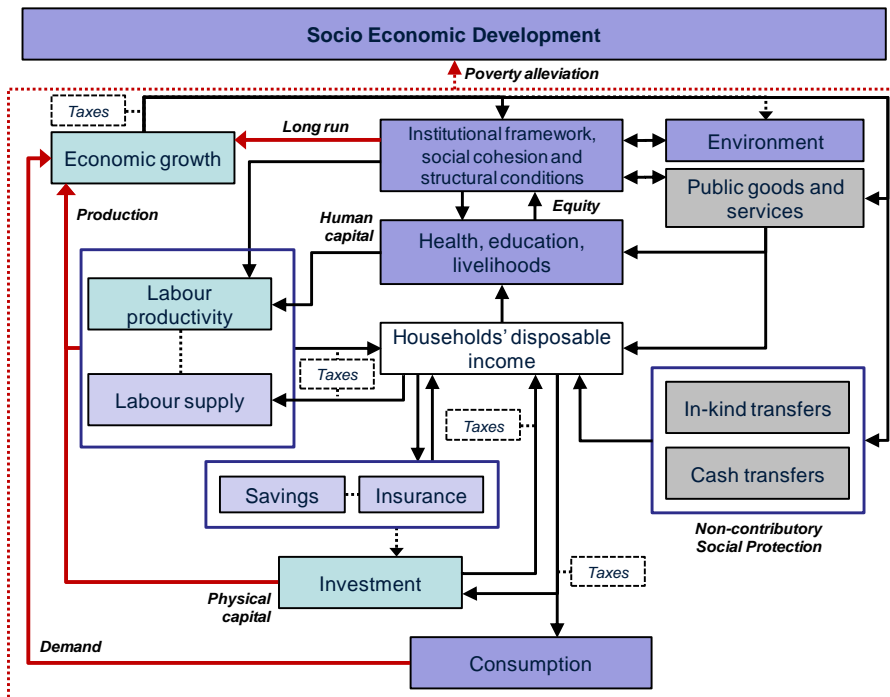 Socio Economic Development
Poverty alleviation
Taxes
Long run
Institutional framework,
social cohesion and
structural conditions
Environment
Economic growth
Public goods and
services
Production
Human
capital
Equity
Health, education,
livelihoods
Labour
productivity
Households' disposable
income
Taxes
Labour supply
In-kind transfers
Taxes
Cash transfers
Savings
Insurance
Non-contributory
Social Protection
Investment
Taxes
Physical
capital
Demand
Consumption